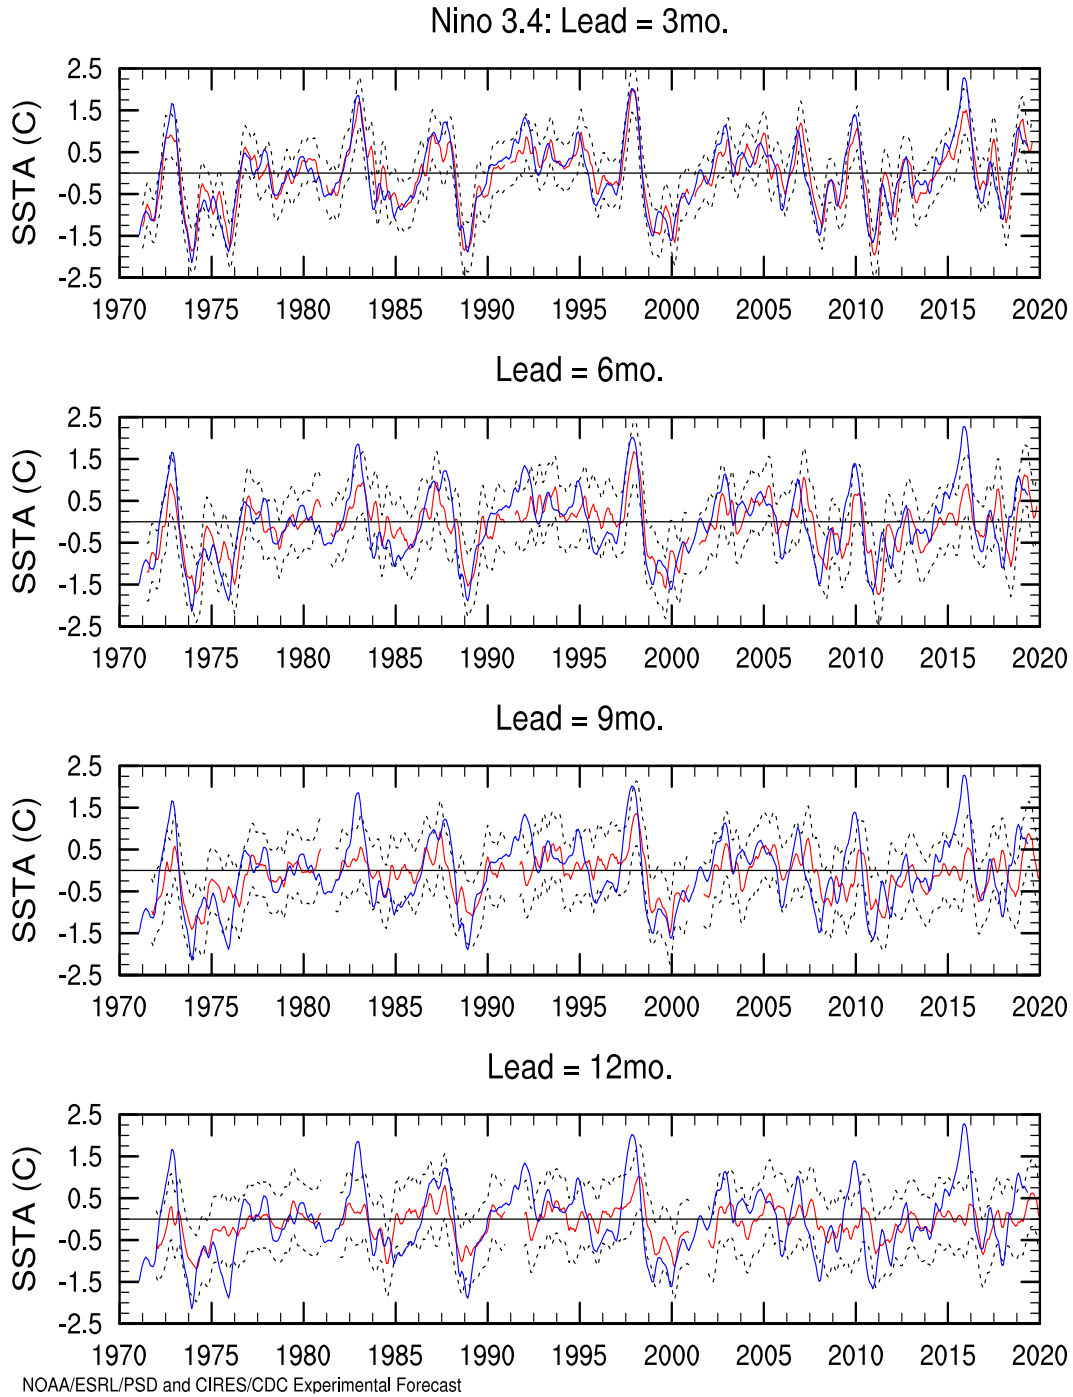 Nino 3.4: Lead = 3mo.
SSTA (C)
2.5
1.5
0.5
-0.5
-1.5
-2.5
1970 1975 1980 1985 1990 1995 2000 2005 2010 2015 2020
Lead = 6mo.
SSTA (C)
2.5
1.5
0.5
-0.5
-1.5
-2.5
1970 1975 1980 1985 1990 1995 2000 2005 2010 2015 2020
Lead = 9mo.
SSTA (C)
2.5
1.5
0.5
-0.5
-1.5
-2.5
1970 1975 1980 1985 1990 1995 2000 2005 2010 2015 2020
Lead = 12mo.
SSTA (C)
2.5
1.5
0.5
-0.5
-1.5
-2.5
1970 1975 1980 1985 1990 1995 2000 2005 2010 2015 2020
NOAA/ESRL/PSD and CIRES/CDC Experimental Forecast